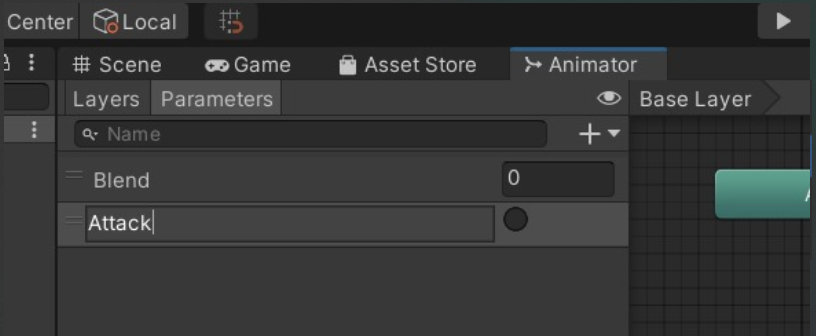 Center Local
Scene Game Asset Store Animator
Layers Parameters Base Layer
Name
Blend 0
Attack